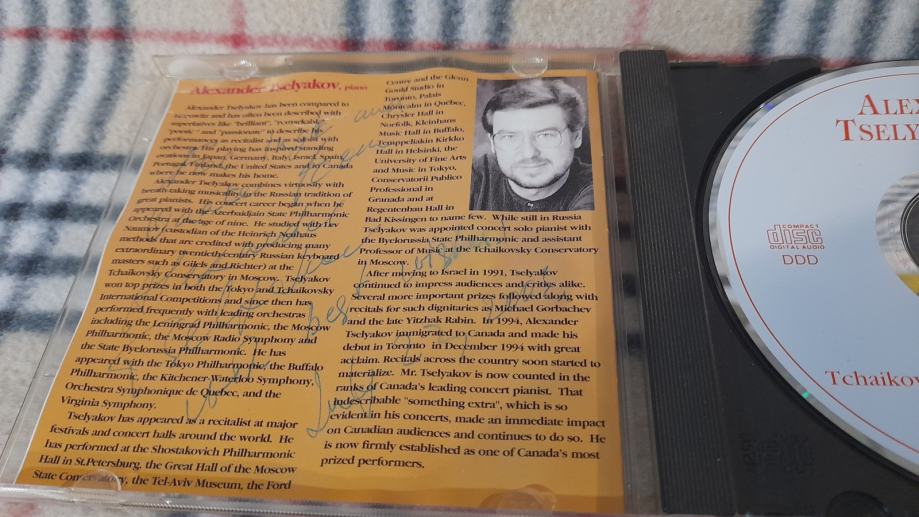 Alexander Tselyakov, piano
Alexander Tselyakov has been compared to
Horowitz and has often been described with
superlatives like "brilliant", "remarkable",
"poetic" and "passionate" to describe his
performances as recitalist and as soloist with
orchestra. His playing has inspired standing
ovations in Japan, Germany, Italy, Israel, Spain,
Portugal, Finland, the United States and in Canada
where he now makes his home.
Alexander Tselyakov combines virtuosity with
breath-taking musicality in the Russian tradition of
great pianists. His concert career began when he
appeared with the Azerbaidjain State Philharmonic
Orchestra at the age of nine. He studied with Lev
Naumov (custodian of the Heinrich Neuhaus
methods that are credited with producing many
extraordinary twentieth-century Russian keyboard
masters such as Gilels and Richter) at the
Tchaikovsky Conservatory in Moscow. Tselyakov
won top prizes in both the Tokyo and Tchaikovsky
International Competitions and since then has
performed frequently with leading orchestras
including the Leningrad Philharmonic, the Moscow
Philharmonic, the Moscow Radio Symphony and
the State Byelorussia Philharmonic. He has
appeared with the Tokyo Philharmonic, the Buffalo
Philharmonic, the Kitchener-Waterloo Symphony,
Orchestra Symphonique de Quebec, and the
Virginia Symphony.
Tselyakov has appeared as a recitalist at major
festivals and concert halls around the world. He
has performed at the Shostakovich Philharmonic
Hall in St.Petersburg, the Great Hall of the Moscow
State Conservatory, the Tel-Aviv Museum, the Ford
Centre and the Glenn
Gould Studio in
Toronto, Palais
Montcalm in Québec,
Chrysler Hall in
Norfolk, Kleinhans
Music Hall in Buffalo,
Temppeliakin Kirkko
Hall in Helsinki, the
University of Fine Arts
and Music in Tokyo,
Conservatorii Publico
Professional in
Granada and at
Regentenbau Hall in
Bad Kissingen to name few. While still in Russia
Tselyakov was appointed concert solo pianist with
the Byelorussia State Philharmonic and assistant
Professor of Music at the Tchaikovsky Conservatory
in Moscow.
After moving to Israel in 1991, Tselyakov
continued to impress audiences and critics alike.
Several more important prizes followed along with
recitals for such dignitaries as Michael Gorbachev
and the late Yitzhak Rabin. In 1994, Alexander
Tselyakov immigrated to Canada and made his
debut in Toronto in December 1994 with great
acclaim. Recitals across the country soon started to
materialize. Mr. Tselyakov is now counted in the
ranks of Canada's leading concert pianist. That
indescribable "something extra", which is so
evident in his concerts, made an immediate impact
on Canadian audiences and continues to do so. He
is now firmly established as one of Canada's most
prized performers.
Best
ALE
TSELY
COMPACT
disc
DIGITAL AUDIO
DDD
Tchaikov